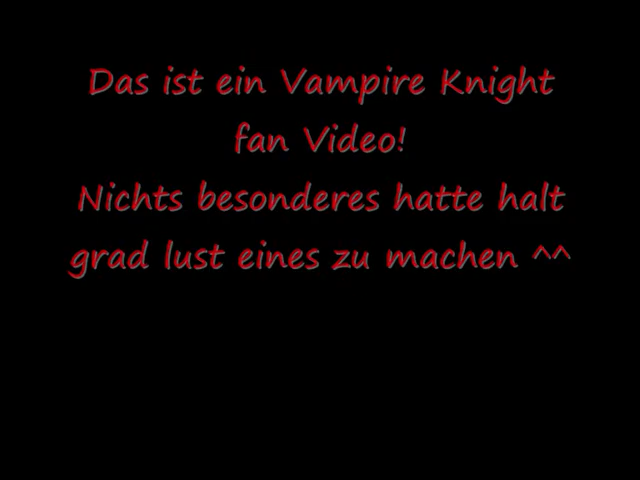 Das ist ein Vampire Knight
fan Video!
Nichts besonderes hatte halt
grad lust eines zu machen ^^